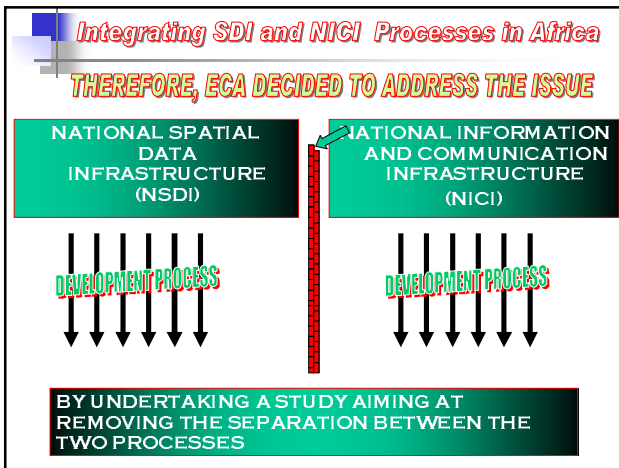 Integrating SDI and NICI Processes in Africa
THEREFORE, ECA DECIDED TO ADDRESS THE ISSUE
NATIONAL SPATIAL
DATA
INFRASTRUCTURE
(NSDI)
NATIONAL INFORMATION
AND COMMUNICATION
INFRASTRUCTURE
(NICI)
DEVELOPMENT PROCESS
DEVELOPMENT PROCESS
BY UNDERTAKING A STUDY AIMING AT
REMOVING THE SEPARATION BETWEEN THE
TWO PROCESSES